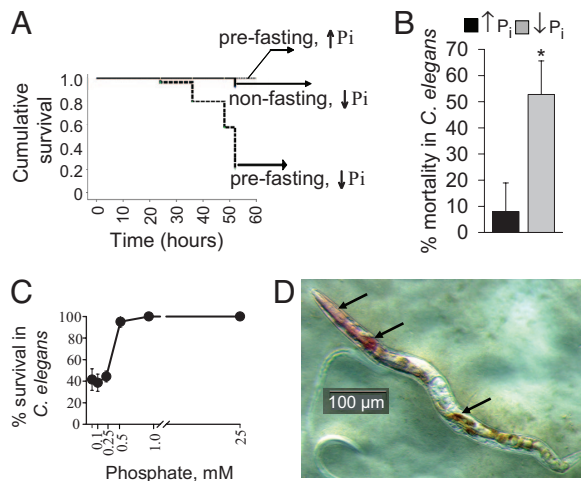 A
pre-fasting, ↑Pi
non-fasting, ↓Pi
pre-fasting, ↓Pi
Cumulative
survival
1.0
0.8
0.6
0.4
0.2
0
0 10 20 30 40 50 60
Time (hours)
B
↑Pi ↓Pi
% mortality in C. elegans
70
60
50
40
30
20
10
0
*
C
% survival in
C. elegans
100
80
60
40
20
0
0.1 0.25 0.5 1.0 25
Phosphate, mM
D
100 µm